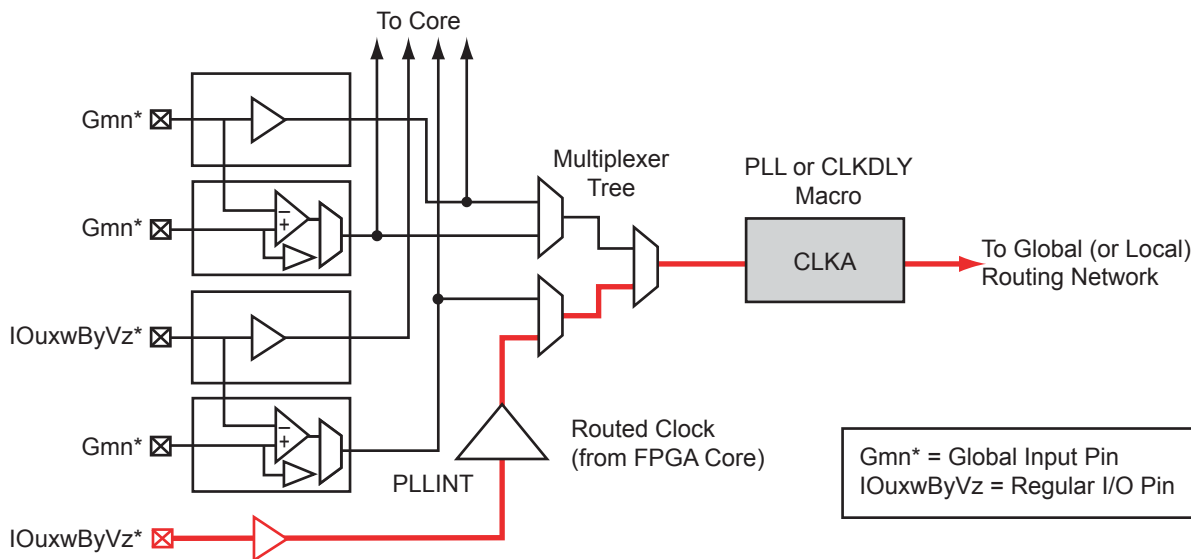 To Core
Gmn*
Gmn*
IOuxwByVz*
Gmn*
IOuxwByVz*
−
+
−
+
Multiplexer
Tree
PLL or CLKDLY
Macro
CLKA
To Global (or Local)
Routing Network
Routed Clock
(from FPGA Core)
PLLINT
Gmn* = Global Input Pin
IOuxwByVz = Regular I/O Pin